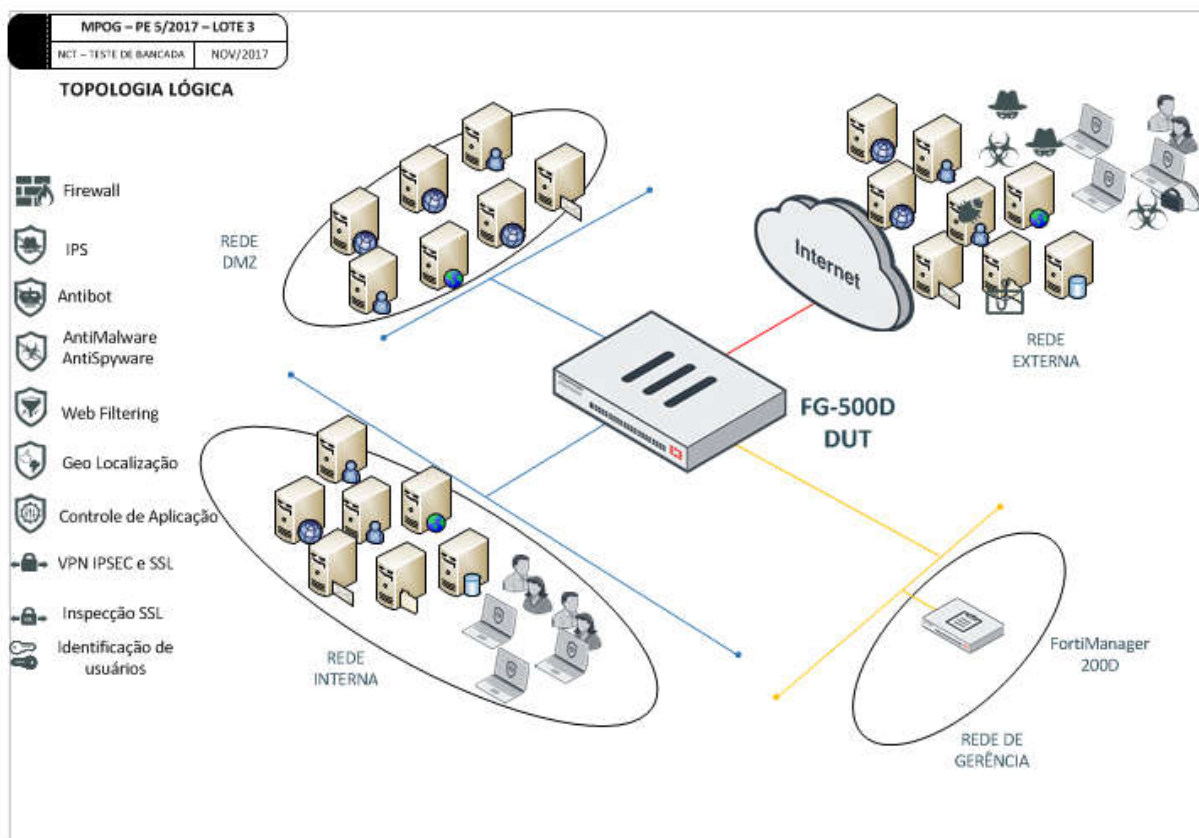 MPOG – PE 5/2017 – LOTE 3
NCT – TESTE DE BANCADA
NOV/2017
TOPOLOGIA LÓGICA
Firewall
IPS
Antibot
AntiMalware
AntiSpyware
Web Filtering
Geo Localização
Controle de Aplicação
VPN IPSEC e SSL
Inspecção SSL
Identificação de
usuários
REDE
DMZ
Internet
REDE
EXTERNA
FG-500D
DUT
REDE
INTERNA
FortiManager
200D
REDE DE
GERÊNCIA